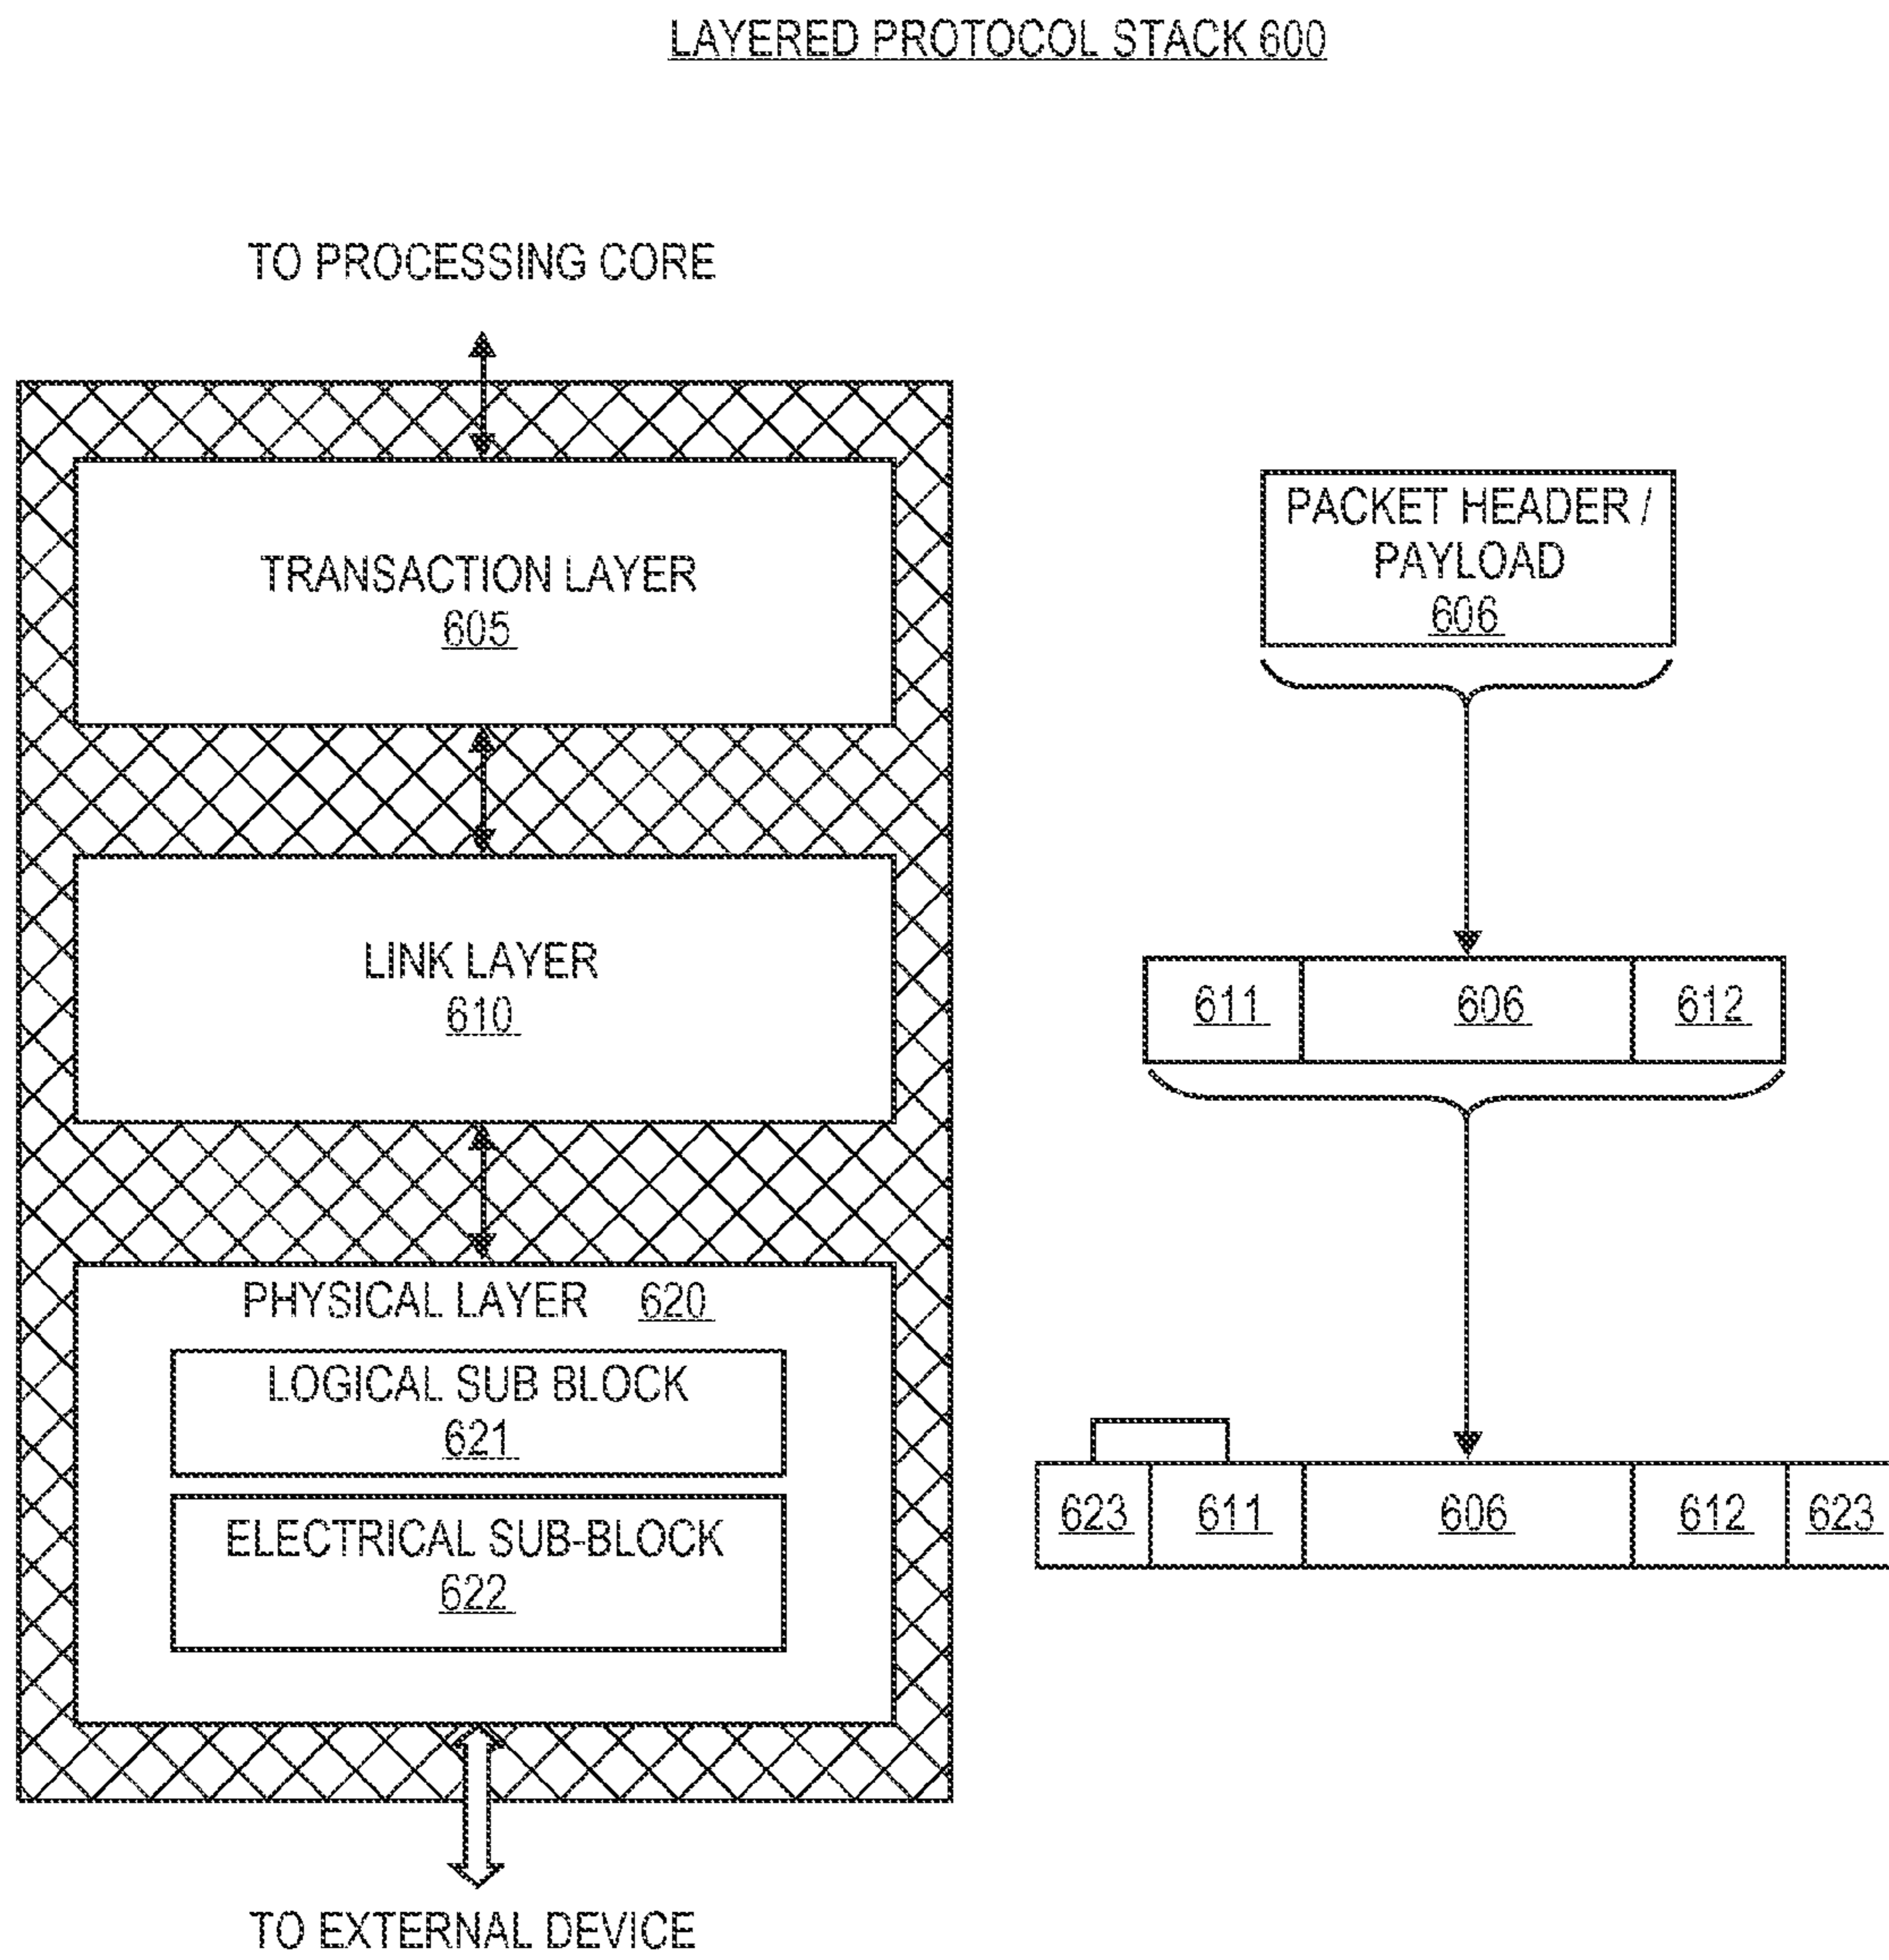 LAYERED PROTOCOL STACK 600
TO PROCESSING CORE
TRANSACTION LAYER
605
LINK LAYER
610
PHYSICAL LAYER 620
LOGICAL SUB BLOCK
621
ELECTRICAL SUB-BLOCK
622
TO EXTERNAL DEVICE
PACKET HEADER /
PAYLOAD
606
611 606 612
623 611 606 612 623